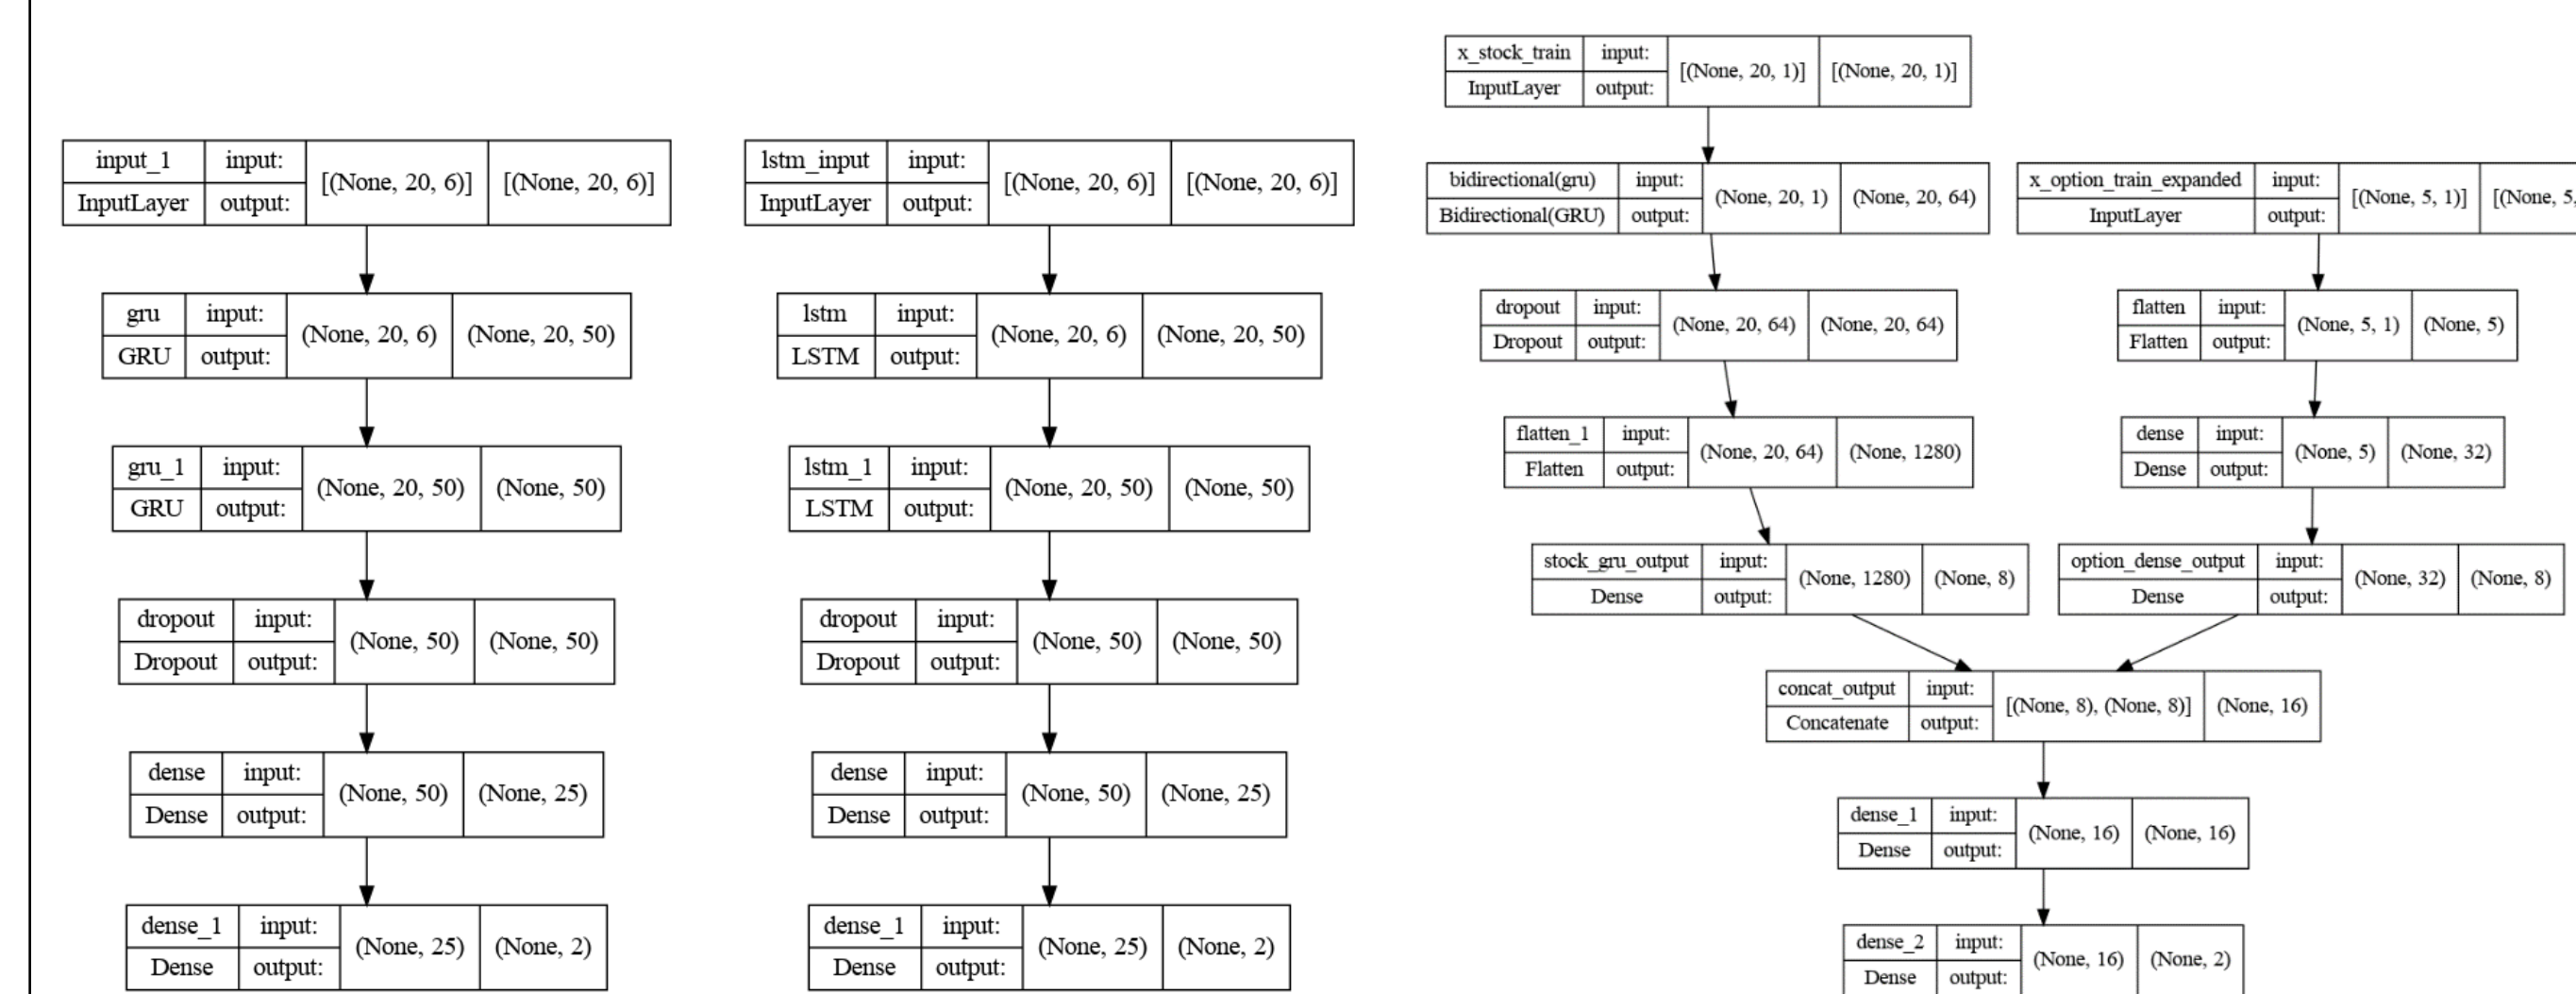 input_1 input: [(None, 20, 6)] [(None, 20, 6)]
InputLayer output:
gru input: (None, 20, 6) (None, 20, 50)
GRU output:
gru_1 input: (None, 20, 50) (None, 50)
GRU output:
dropout input: (None, 50) (None, 50)
Dropout output:
dense input: (None, 50) (None, 25)
Dense output:
dense_1 input: (None, 25) (None, 2)
Dense output:
lstm_input input: [(None, 20, 6)] [(None, 20, 6)]
InputLayer output:
lstm input: (None, 20, 6) (None, 20, 50)
LSTM output:
lstm_1 input: (None, 20, 50) (None, 50)
LSTM output:
dropout input: (None, 50) (None, 50)
Dropout output:
dense input: (None, 50) (None, 25)
Dense output:
dense_1 input: (None, 25) (None, 2)
Dense output:
x_stock_train input: [(None, 20, 1)] [(None, 20, 1)]
InputLayer output:
bidirectional(gru) input: (None, 20, 1) (None, 20, 64)
Bidirectional(GRU) output:
x_option_train_expanded input: [(None, 5, 1)] [(None, 5,
InputLayer output:
dropout input: (None, 20, 64) (None, 20, 64)
Dropout output:
flatten input: (None, 5, 1) (None, 5)
Flatten output:
flatten_1 input: (None, 20, 64) (None, 1280)
Flatten output:
dense input: (None, 5) (None, 32)
Dense output:
stock_gru_output input: (None, 1280) (None, 8)
Dense output:
option_dense_output input: (None, 32) (None, 8)
Dense output:
concat_output input: [(None, 8), (None, 8)] (None, 16)
Concatenate output:
dense_1 input: (None, 16) (None, 16)
Dense output:
dense_2 input: (None, 16) (None, 2)
Dense output: